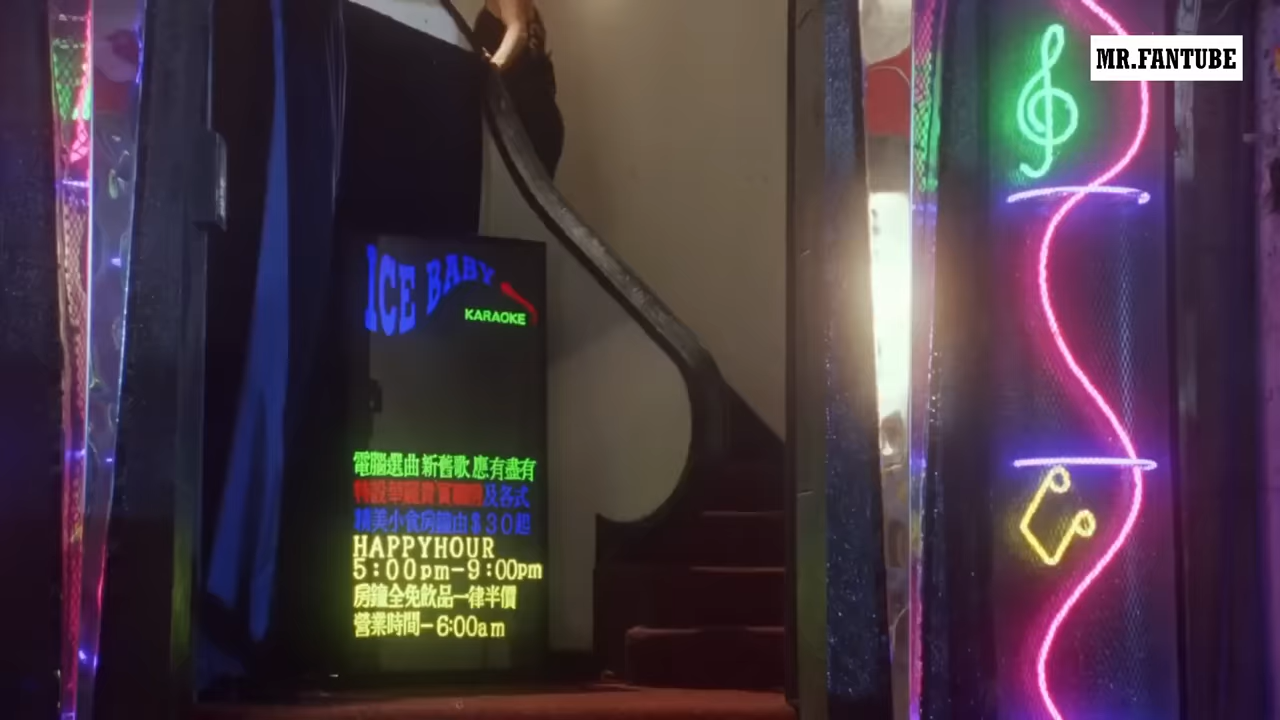 MR.FANTUBE
ICE BABY
KARAOKE
電腦選曲新舊歌應有盡有
及各式
精美小食房鐘由$30起
HAPPYHOUR
5:00pm-9:00pm
房鐘全免飲品一律半價
營業時間-6:00am